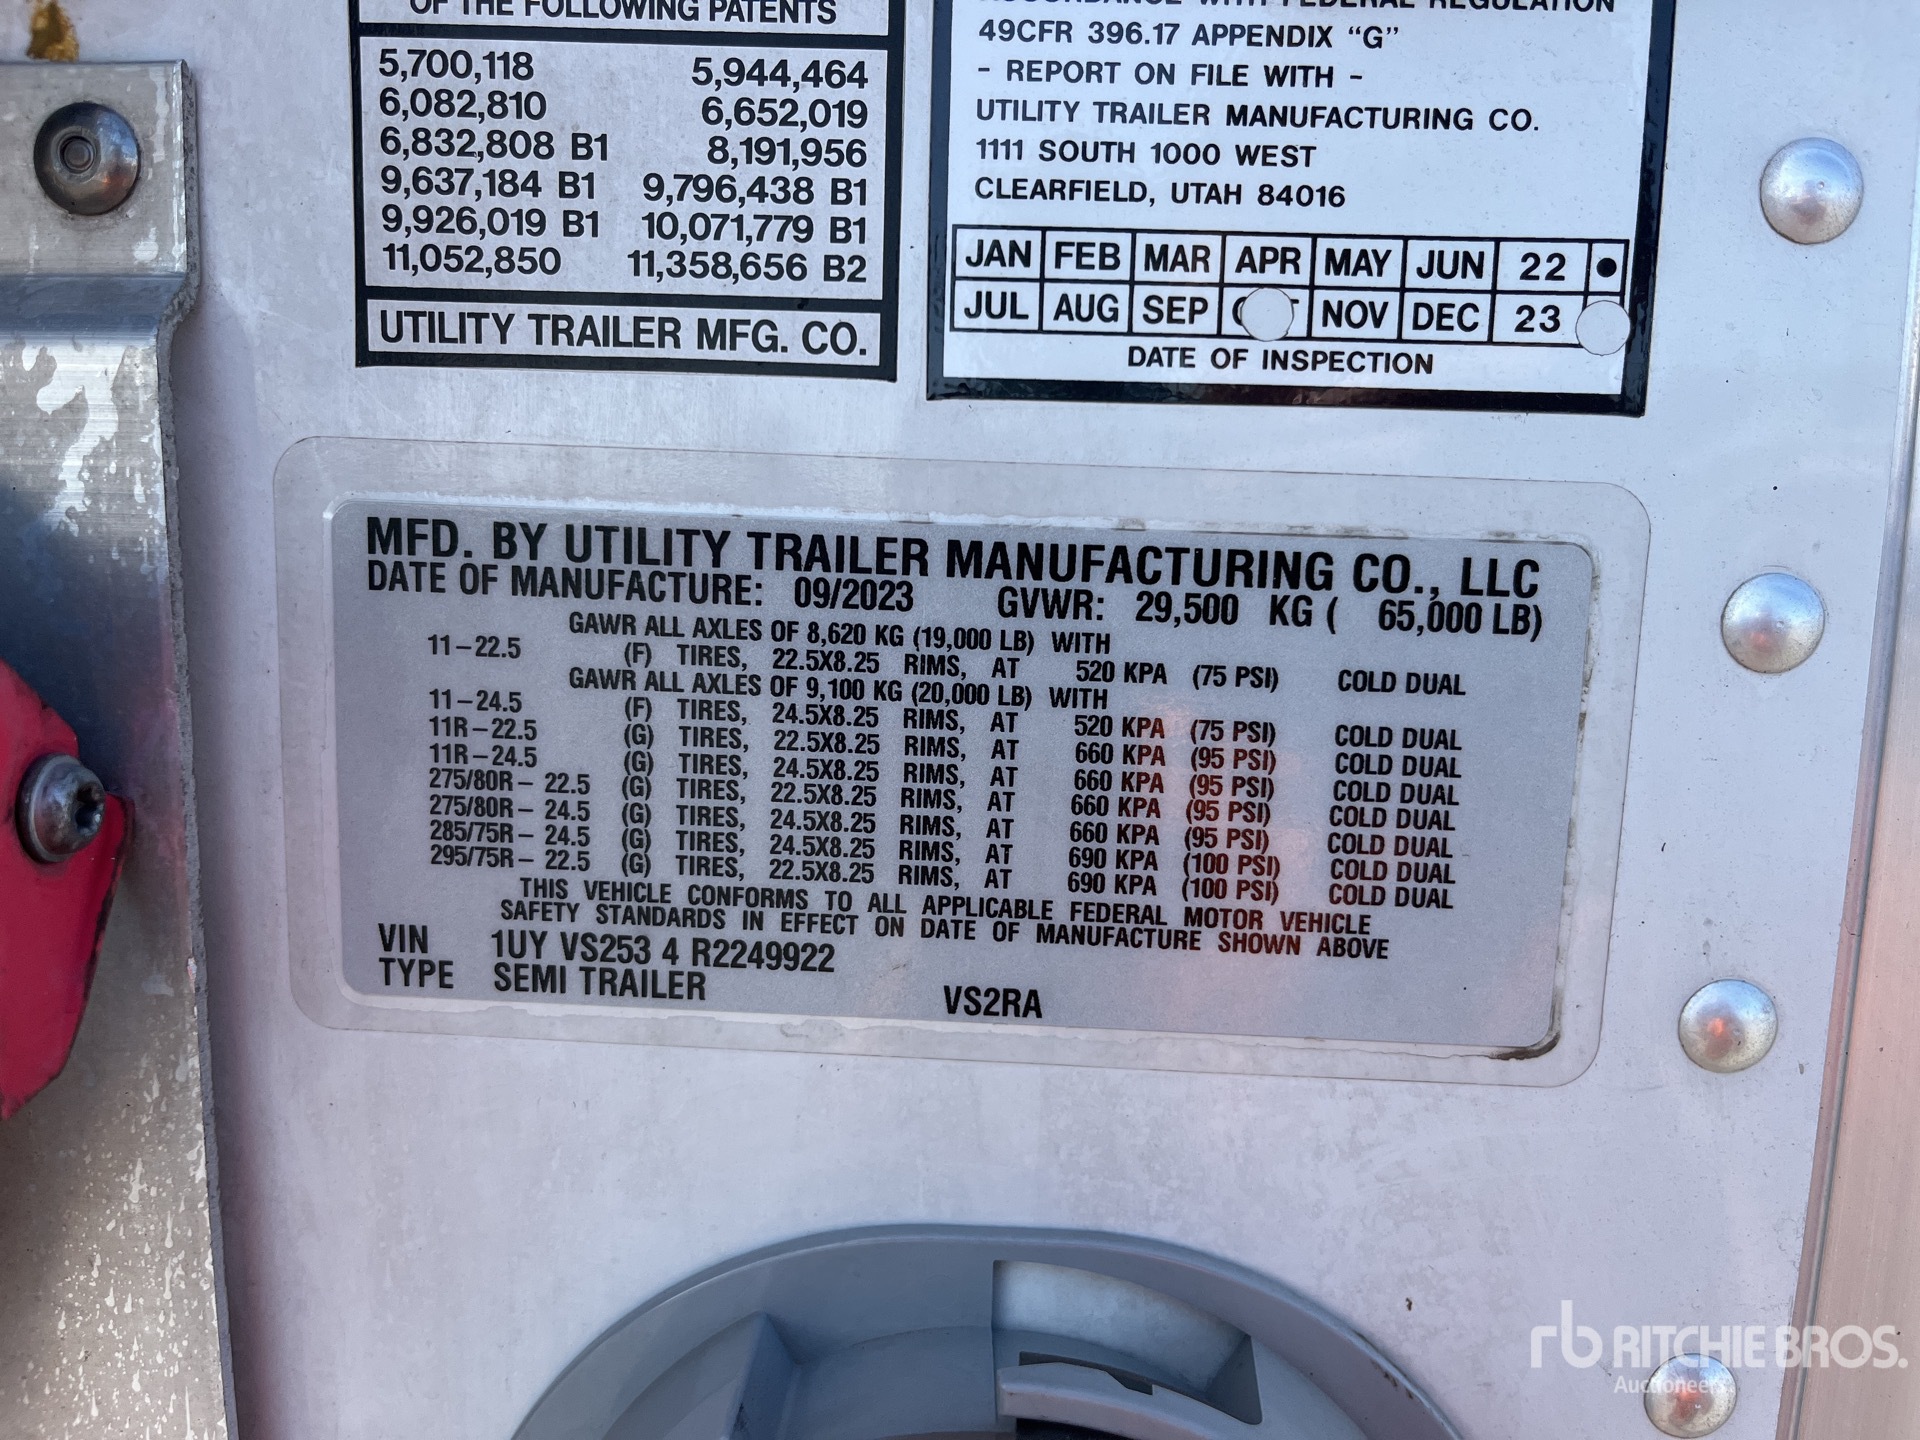 OF THE FOLLOWING PATENTS
5,700,118 5,944,464
6,082,810 6,652,019
6,832,808 B1 8,191,956
9,637,184 B1 9,796,438 B1
9,926,019 B1 10,071,779 B1
11,052,850 11,358,656 B2
UTILITY TRAILER MFG. CO.
ACCORDANCE WITH FEDERAL REGULATION
49CFR 396.17 APPENDIX "G"
- REPORT ON FILE WITH -
UTILITY TRAILER MANUFACTURING CO.
1111 SOUTH 1000 WEST
CLEARFIELD, UTAH 84016
JAN FEB MAR APR MAY JUN 22 •
JUL AUG SEP NOV DEC 23
DATE OF INSPECTION
MFD. BY UTILITY TRAILER MANUFACTURING CO., LLC
DATE OF MANUFACTURE: 09/2023 GVWR: 29,500 KG ( 65,000 LB)
GAWR ALL AXLES OF 8,620 KG (19,000 LB) WITH
11-22.5 (F) TIRES, 22.5X8.25 RIMS, AT 520 KPA (75 PSI) COLD DUAL
GAWR ALL AXLES OF 9,100 KG (20,000 LB) WITH
11-24.5 (F) TIRES, 24.5X8.25 RIMS, AT 520 KPA (75 PSI) COLD DUAL
11R-22.5 (G) TIRES, 22.5X8.25 RIMS, AT 660 KPA (95 PSI) COLD DUAL
11R-24.5 (G) TIRES, 24.5X8.25 RIMS, AT 660 KPA (95 PSI) COLD DUAL
275/80R- 22.5 (G) TIRES, 22.5X8.25 RIMS, AT 660 KPA (95 PSI) COLD DUAL
275/80R- 24.5 (G) TIRES, 24.5X8.25 RIMS, AT 660 KPA (95 PSI) COLD DUAL
285/75R- 24.5 (G) TIRES, 24.5X8.25 RIMS, AT 690 KPA (100 PSI) COLD DUAL
295/75R- 22.5 (G) TIRES, 22.5X8.25 RIMS, AT 690 KPA (100 PSI) COLD DUAL
THIS VEHICLE CONFORMS TO ALL APPLICABLE FEDERAL MOTOR VEHICLE
SAFETY STANDARDS IN EFFECT ON DATE OF MANUFACTURE SHOWN ABOVE
VIN 1UY VS253 4 R2249922
TYPE SEMI TRAILER VS2RA
rb RITCHIE BROS.
Auctioneers